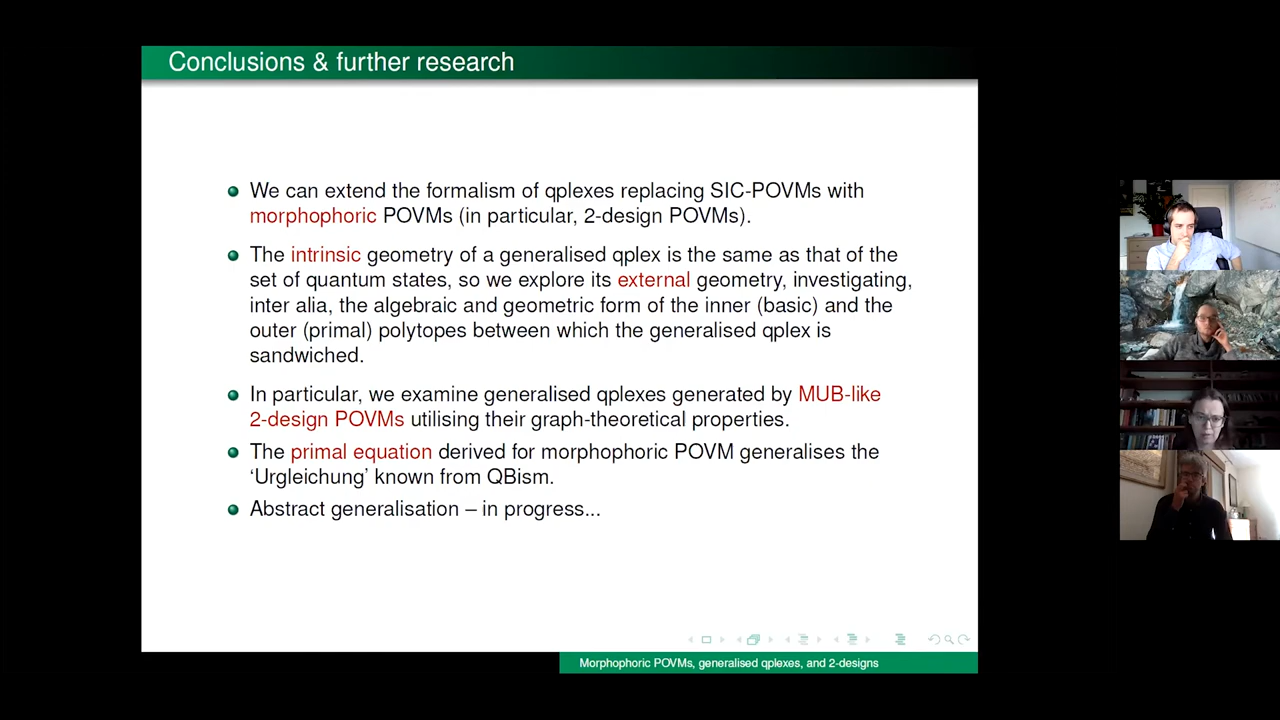 Conclusions & further research
We can extend the formalism of qplexes replacing SIC-POVMs with
morphophoric POVMs (in particular, 2-design POVMs).
The intrinsic geometry of a generalised qplex is the same as that of the
set of quantum states, so we explore its external geometry, investigating,
inter alia, the algebraic and geometric form of the inner (basic) and the
outer (primal) polytopes between which the generalised qplex is
sandwiched.
In particular, we examine generalised qplexes generated by MUB-like
2-design POVMs utilising their graph-theoretical properties.
The primal equation derived for morphophoric POVM generalises the
‘Urgleichung’ known from QBism.
Abstract generalisation – in progress...
Morphophoric POVMs, generalised qplexes, and 2-designs